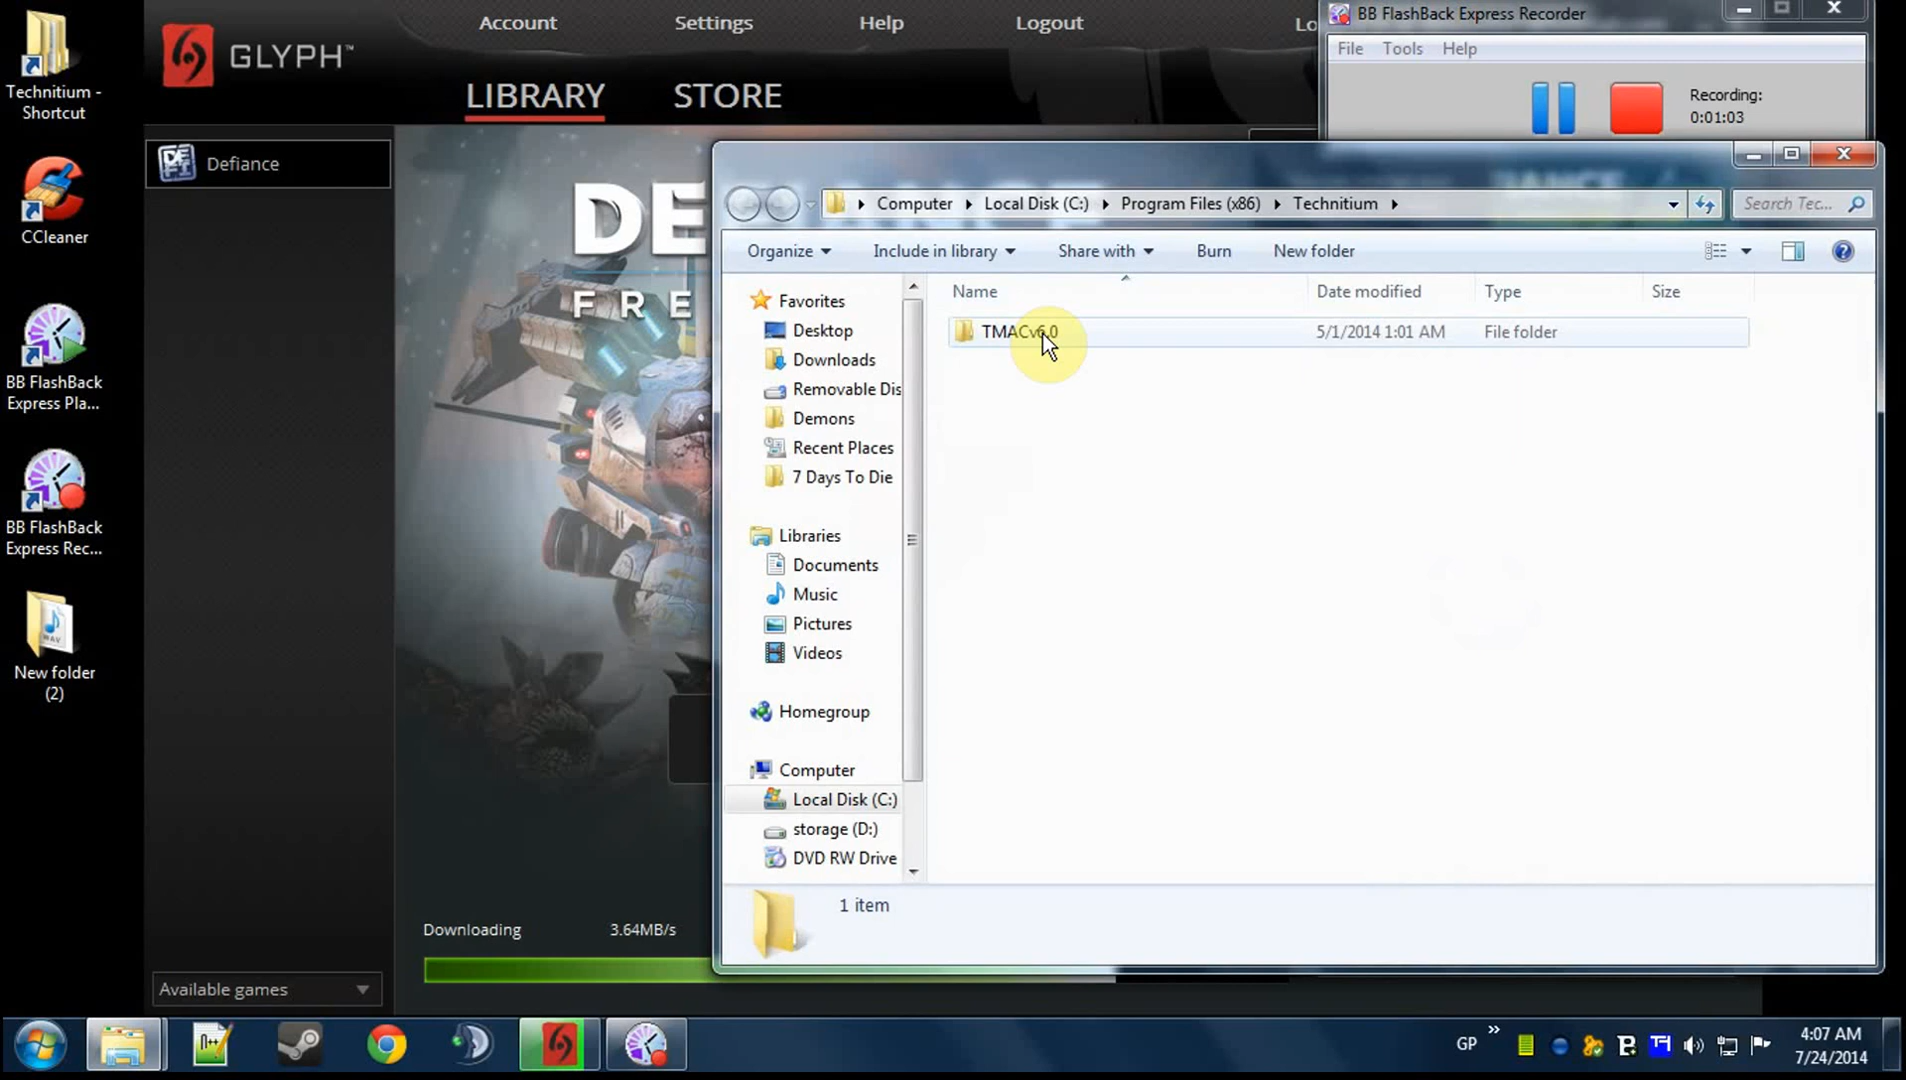 Technitium -
Shortcut
CCleaner
BB FlashBack
Express Pla...
BB FlashBack
Express Rec...
New folder
(2)
GLYPH™
Account
Settings
Help
Logout
Lo
LIBRARY
STORE
Defiance
DE
FRE
Downloading
3.64MB/s
Available games
BB FlashBack Express Recorder
File Tools Help
Recording:
0:01:03
Computer
Local Disk (C:)
Program Files (x86)
Technitium
Search Tec...
Organize
Include in library
Share with
Burn
New folder
Name
Date modified
Type
Size
TMACv6.0
5/1/2014 1:01 AM
File folder
Favorites
Desktop
Downloads
Removable Dis
Demons
Recent Places
7 Days To Die
Libraries
Documents
Music
Pictures
Videos
Homegroup
Computer
Local Disk (C:)
storage (D:)
DVD RW Drive
1 item
GP
4:07 AM
7/24/2014